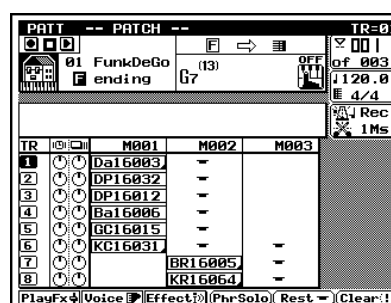 PATT -- PATCH -- TR=01
F ⇨
001
01 FunkDeGo (13) OFF of 003
F ending G7 ♩120.0
4/4
Rec
1Ms
TR M001 M002 M003
1 Da16003
2 DP16032
3 DP16012
4 Ba16006
5 GC16015
6 KC16031
7 BR16005
8 KR16064
PlayFx Voice Effect (PhrSolo) Rest (Clear